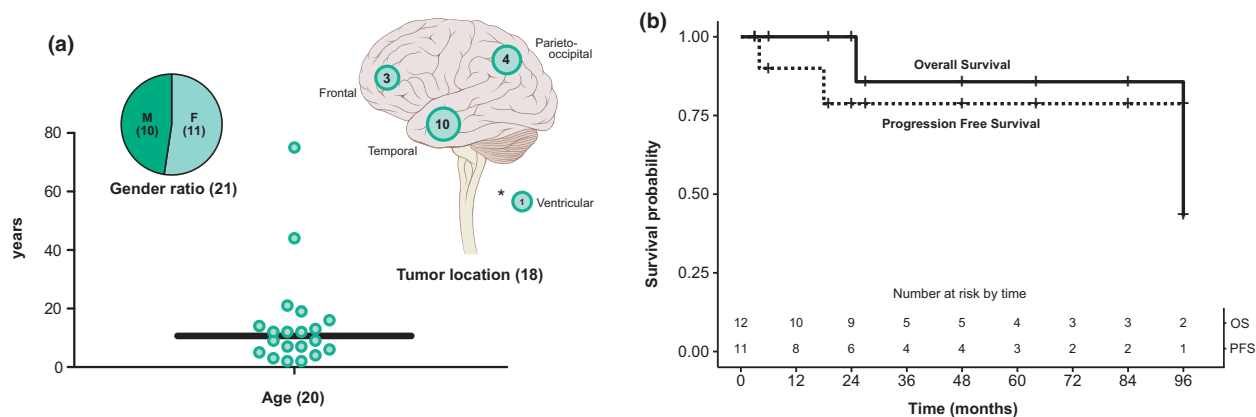 (a)
M
(10)
F
(11)
Gender ratio (21)
years
80
60
40
20
0
Age (20)
Parieto-
occipital
4
3
Frontal
10
Temporal
*
1
Ventricular
Tumor location (18)
(b)
Survival probability
1.00
0.75
0.50
0.25
0.00
Overall Survival
Progression Free Survival
Number at risk by time
12 10 9 5 5 4 3 3 2 OS
11 8 6 4 4 3 2 2 1 PFS
0 12 24 36 48 60 72 84 96
Time (months)